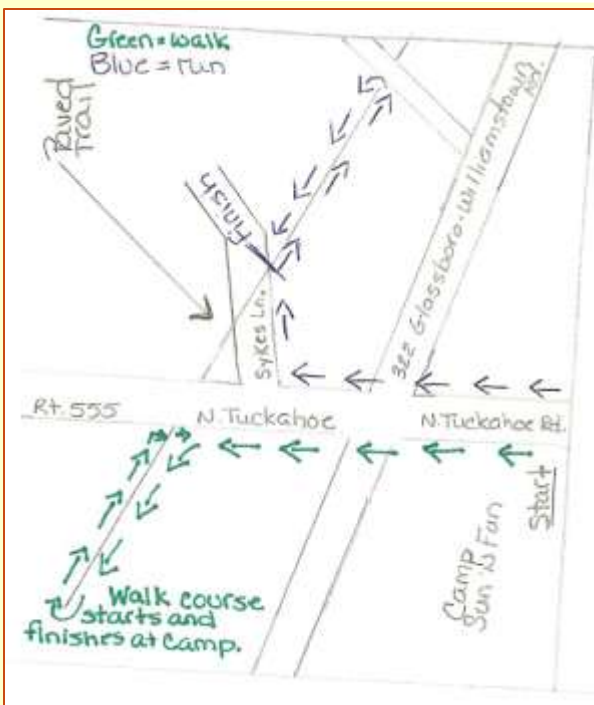 Green = walk
Blue = run
Paved
Trail
Finish
Sykes Ln.
322 Glassboro-Williamstown Rd.
Rt. 555
N. Tuckahoe
N. Tuckahoe Rd.
Start
Camp
Sun N Fun
Walk course
starts and
finishes at camp.